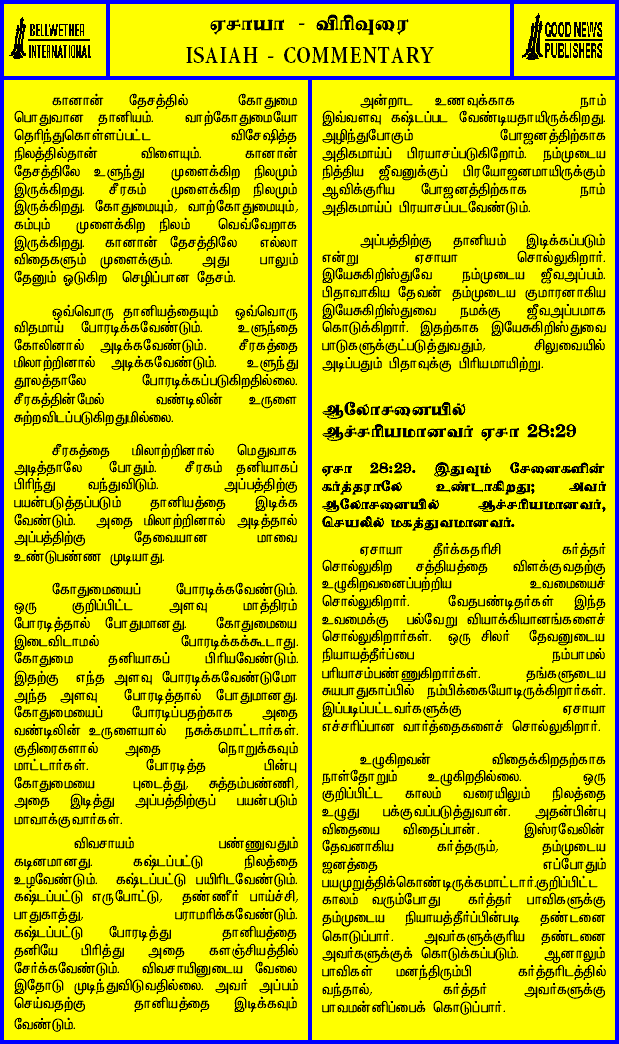 BELLWETHER
INTERNATIONAL
ஏசாயா - விரிவுரை
ISAIAH - COMMENTARY
GOOD NEWS
PUBLISHERS
கானான் தேசத்தில் கோதுமை
பொதுவான தானியம். வாற்கோதுமையோ
தெரிந்துகொள்ளப்பட்ட விசேஷித்த
நிலத்தில்தான் விளையும். கானான்
தேசத்திலே உளுந்து முளைக்கிற நிலமும்
இருக்கிறது. சீரகம் முளைக்கிற நிலமும்
இருக்கிறது. கோதுமையும், வாற்கோதுமையும்,
கம்பும் முளைக்கிற நிலம் வெவ்வேறாக
இருக்கிறது. கானான் தேசத்திலே எல்லா
விதைகளும் முளைக்கும். அது பாலும்
தேனும் ஓடுகிற செழிப்பான தேசம்.
ஒவ்வொரு தானியத்தையும் ஒவ்வொரு
விதமாய் போரடிக்கவேண்டும். உளுந்தை
கோலினால் அடிக்கவேண்டும். சீரகத்தை
மிலாற்றினால் அடிக்கவேண்டும். உளுந்து
தூலத்தாலே போரடிக்கப்படுகிறதில்லை.
சீரகத்தின்மேல் வண்டிலின் உருளை
சுற்றவிடப்படுகிறதுமில்லை.
சீரகத்தை மிலாற்றினால் மெதுவாக
அடித்தாலே போதும். சீரகம் தனியாகப்
பிரிந்து வந்துவிடும். அப்பத்திற்கு
பயன்படுத்தப்படும் தானியத்தை இடிக்க
வேண்டும். அதை மிலாற்றினால் அடித்தால்
அப்பத்திற்கு தேவையான மாவை
உண்டுபண்ண முடியாது.
கோதுமையைப் போரடிக்கவேண்டும்.
ஒரு குறிப்பிட்ட அளவு மாத்திரம்
போரடித்தால் போதுமானது. கோதுமையை
இடைவிடாமல் போரடிக்கக்கூடாது.
கோதுமை தனியாகப் பிரியவேண்டும்.
இதற்கு எந்த அளவு போரடிக்கவேண்டுமோ
அந்த அளவு போரடித்தால் போதுமானது.
கோதுமையைப் போரடிப்பதற்காக அதை
வண்டிலின் உருளையால் நசுக்கமாட்டார்கள்.
குதிரைகளால் அதை நொறுக்கவும்
மாட்டார்கள். போரடித்த பின்பு
கோதுமையை புடைத்து, சுத்தம்பண்ணி,
அதை இடித்து அப்பத்திற்குப் பயன்படும்
மாவாக்குவார்கள்.
விவசாயம் பண்ணுவதும்
கடினமானது. கஷ்டப்பட்டு நிலத்தை
உழவேண்டும். கஷ்டப்பட்டு பயிரிடவேண்டும்.
கஷ்டப்பட்டு எருபோட்டு, தண்ணீர் பாய்ச்சி,
பாதுகாத்து, பராமரிக்கவேண்டும்.
கஷ்டப்பட்டு போரடித்து தானியத்தை
தனியே பிரித்து அதை களஞ்சியத்தில்
சேர்க்கவேண்டும். விவசாயினுடைய வேலை
இதோடு முடிந்துவிடுவதில்லை. அவர் அப்பம்
செய்வதற்கு தானியத்தை இடிக்கவும்
வேண்டும்.
அன்றாட உணவுக்காக நாம்
இவ்வளவு கஷ்டப்பட வேண்டியதாயிருக்கிறது.
அழிந்துபோகும் போஜனத்திற்காக
அதிகமாய்ப் பிரயாசப்படுகிறோம். நம்முடைய
நித்திய ஜீவனுக்குப் பிரயோஜனமாயிருக்கும்
ஆவிக்குரிய போஜனத்திற்காக நாம்
அதிகமாய்ப் பிரயாசப்படவேண்டும்.
அப்பத்திற்கு தானியம் இடிக்கப்படும்
என்று ஏசாயா சொல்லுகிறார்.
இயேசுகிறிஸ்துவே நம்முடைய ஜீவஅப்பம்.
பிதாவாகிய தேவன் தம்முடைய குமாரனாகிய
இயேசுகிறிஸ்துவை நமக்கு ஜீவஅப்பமாக
கொடுக்கிறார். இதற்காக இயேசுகிறிஸ்துவை
பாடுகளுக்குட்படுத்துவதும், சிலுவையில்
அடிப்பதும் பிதாவுக்கு பிரியமாயிற்று.
ஆலோசனையில்
ஆச்சரியமானவர் ஏசா 28:29
ஏசா 28:29. இதுவும் சேனைகளின்
கர்த்தராலே உண்டாகிறது; அவர்
ஆலோசனையில் ஆச்சரியமானவர்,
செயலில் மகத்துவமானவர்.
ஏசாயா தீர்க்கதரிசி கர்த்தர்
சொல்லுகிற சத்தியத்தை விளக்குவதற்கு
உழுகிறவனைப்பற்றிய உவமையைச்
சொல்லுகிறார். வேதபண்டிதர்கள் இந்த
உவமைக்கு பல்வேறு வியாக்கியானங்களைச்
சொல்லுகிறார்கள். ஒரு சிலர் தேவனுடைய
நியாயத்தீர்ப்பை நம்பாமல்
பரியாசம்பண்ணுகிறார்கள். தங்களுடைய
சுயபாதுகாப்பில் நம்பிக்கையோடிருக்கிறார்கள்.
இப்படிப்பட்டவர்களுக்கு ஏசாயா
எச்சரிப்பான வார்த்தைகளைச் சொல்லுகிறார்.
உழுகிறவன் விதைக்கிறதற்காக
நாள்தோறும் உழுகிறதில்லை. ஒரு
குறிப்பிட்ட காலம் வரையிலும் நிலத்தை
உழுது பக்குவப்படுத்துவான். அதன்பின்பு
விதையை விதைப்பான். இஸ்ரவேலின்
தேவனாகிய கர்த்தரும், தம்முடைய
ஜனத்தை எப்போதும்
பயமுறுத்திக்கொண்டிருக்கமாட்டார்.குறிப்பிட்ட
காலம் வரும்போது கர்த்தர் பாவிகளுக்கு
தம்முடைய நியாயத்தீர்ப்பின்படி தண்டனை
கொடுப்பார். அவர்களுக்குரிய தண்டனை
அவர்களுக்குக் கொடுக்கப்படும். ஆனாலும்
பாவிகள் மனந்திரும்பி கர்த்தரிடத்தில்
வந்தால், கர்த்தர் அவர்களுக்கு
பாவமன்னிப்பைக் கொடுப்பார்.